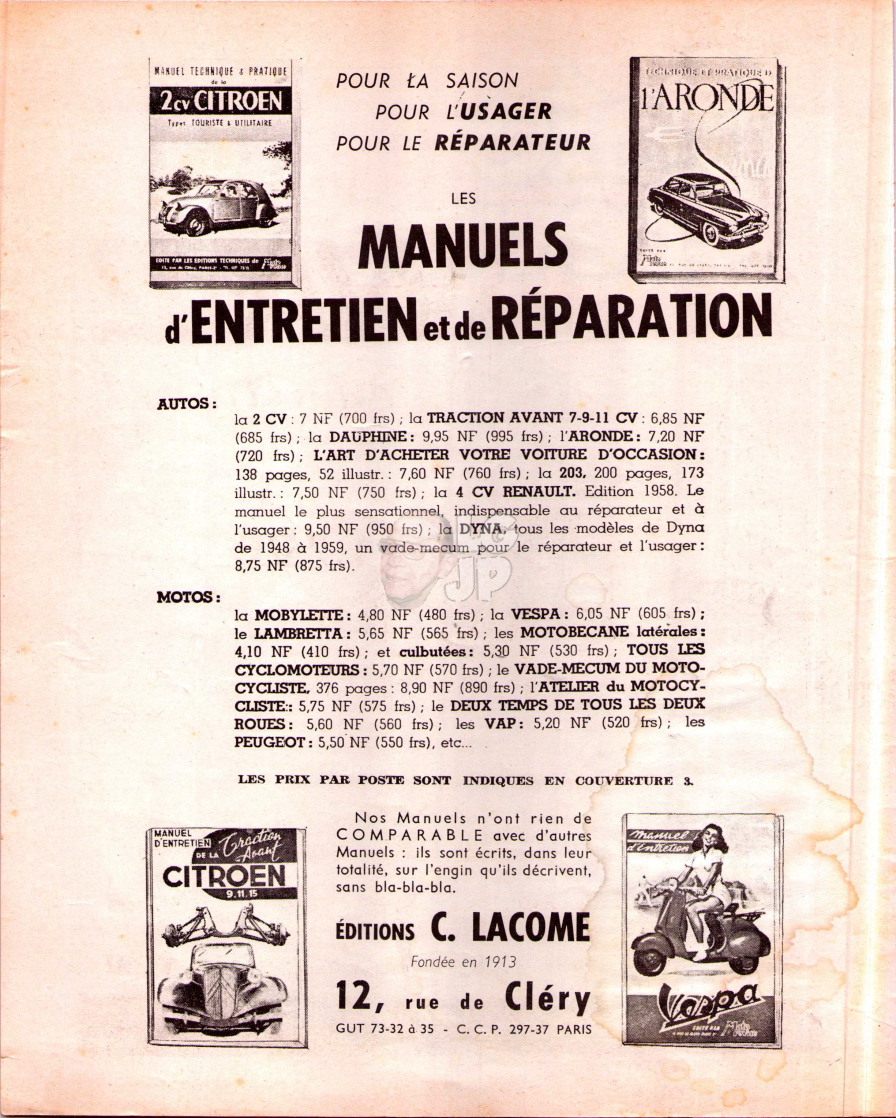 MANUEL TECHNIQUE & PRATIQUE
de la
2cv CITROEN
Types TOURISTE & UTILITAIRE
EDITE PAR LES EDITIONS TECHNIQUES de
POUR LA SAISON
POUR L'USAGER
POUR LE RÉPARATEUR
l'ARONDE
LES
MANUELS
d'ENTRETIEN et de RÉPARATION
AUTOS :
la 2 CV : 7 NF (700 frs) ; la TRACTION AVANT 7-9-11 CV : 6,85 NF
(685 frs) ; la DAUPHINE : 9,95 NF (995 frs) ; l'ARONDE : 7,20 NF
(720 frs) ; L'ART D'ACHETER VOTRE VOITURE D'OCCASION :
138 pages, 52 illustr. : 7,60 NF (760 frs) ; la 203, 200 pages, 173
illustr. : 7,50 NF (750 frs) ; la 4 CV RENAULT. Edition 1958. Le
manuel le plus sensationnel, indispensable au réparateur et à
l'usager : 9,50 NF (950 frs) ; la DYNA, tous les modèles de Dyna
de 1948 à 1959, un vade-mecum pour le réparateur et l'usager :
8,75 NF (875 frs).
JP
MOTOS :
la MOBYLETTE : 4,80 NF (480 frs) ; la VESPA : 6,05 NF (605 frs) ;
le LAMBRETTA : 5,65 NF (565 frs) ; les MOTOBECANE latérales :
4,10 NF (410 frs) ; et culbutées : 5,30 NF (530 frs) ; TOUS LES
CYCLOMOTEURS : 5,70 NF (570 frs) ; le VADE-MECUM DU MOTO-
CYCLISTE, 376 pages : 8,90 NF (890 frs) ; l'ATELIER du MOTOCY-
CLISTE:: 5,75 NF (575 frs) ; le DEUX TEMPS DE TOUS LES DEUX
ROUES : 5,60 NF (560 frs) ; les VAP : 5,20 NF (520 frs) ; les
PEUGEOT : 5,50 NF (550 frs), etc...
LES PRIX PAR POSTE SONT INDIQUES EN COUVERTURE 3.
MANUEL
D'ENTRETIEN
DE LA Traction
Avant
CITROEN
9.11.15
Nos Manuels n'ont rien de
COMPARABLE avec d'autres
Manuels : ils sont écrits, dans leur
totalité, sur l'engin qu'ils décrivent,
sans bla-bla-bla.
ÉDITIONS C. LACOME
Fondée en 1913
12, rue de Cléry
GUT 73-32 à 35 - C. C. P. 297-37 PARIS
manuel
d'entretien
Vespa